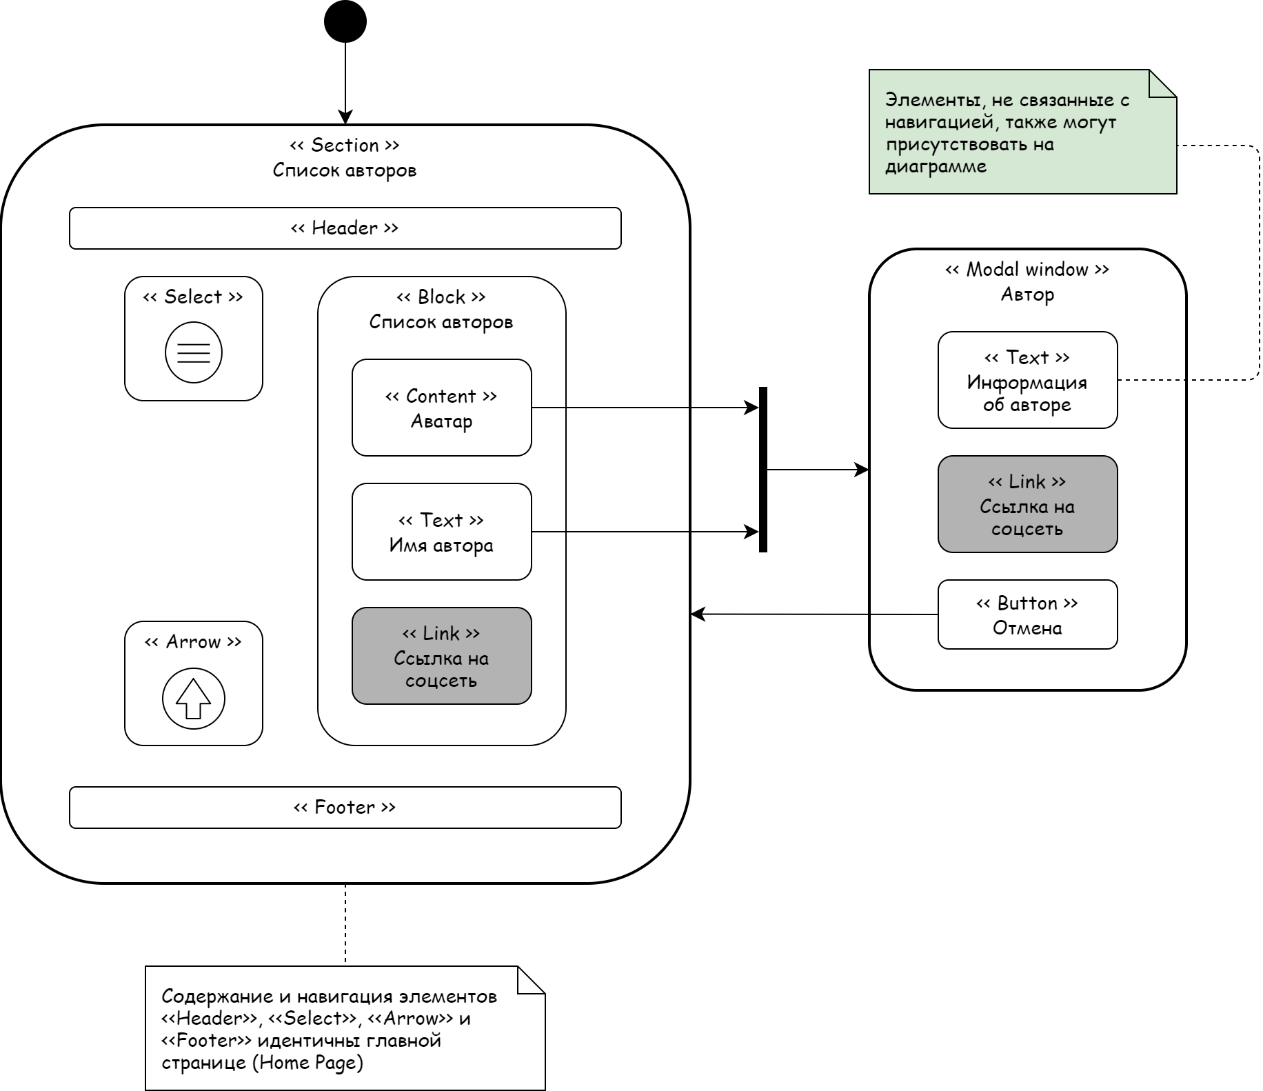 << Section >>
Список авторов
<< Header >>
<< Select >>
<< Block >>
Список авторов
<< Content >>
Аватар
<< Text >>
Имя автора
<< Link >>
Ссылка на
соцсеть
<< Arrow >>
<< Footer >>
Содержание и навигация элементов
<<Header>>, <<Select>>, <<Arrow>> и
<<Footer>> идентичны главной
странице (Home Page)
Элементы, не связанные с
навигацией, также могут
присутствовать на
диаграмме
<< Modal window >>
Автор
<< Text >>
Информация
об авторе
<< Link >>
Ссылка на
соцсеть
<< Button >>
Отмена